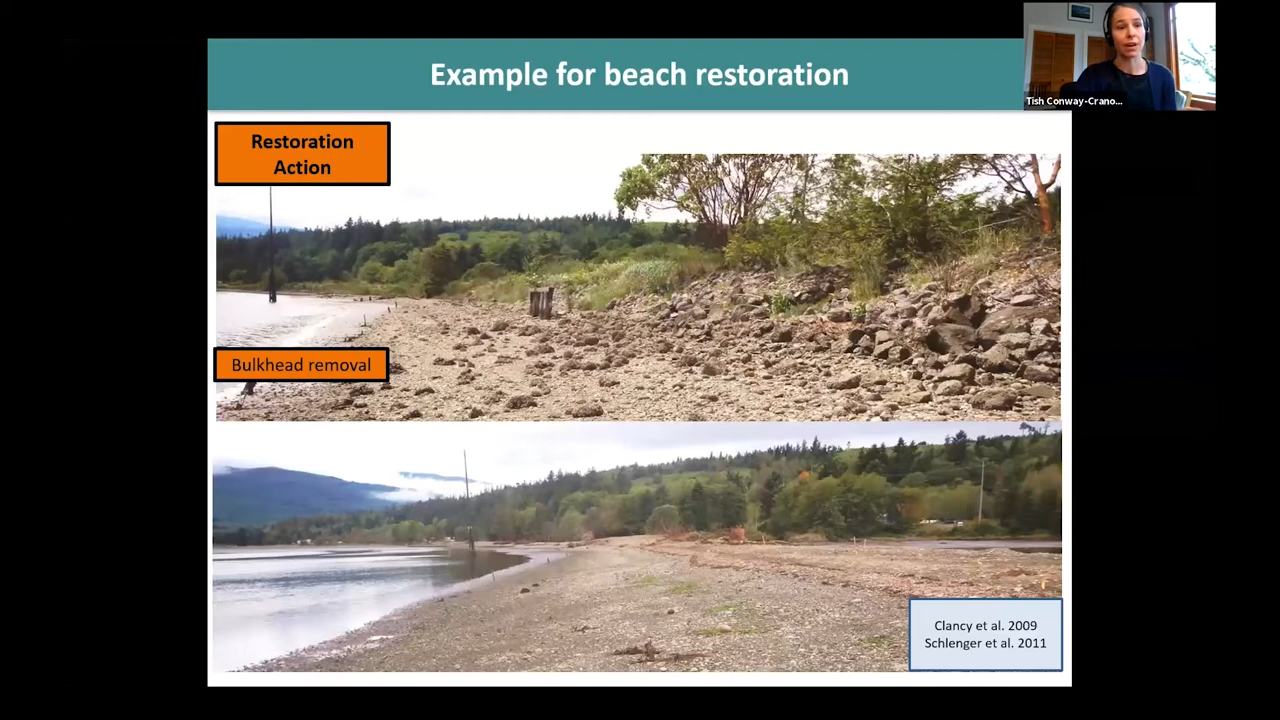 Example for beach restoration
Tish Conway-Crano...
Restoration
Action
Bulkhead removal
Clancy et al. 2009
Schlenger et al. 2011